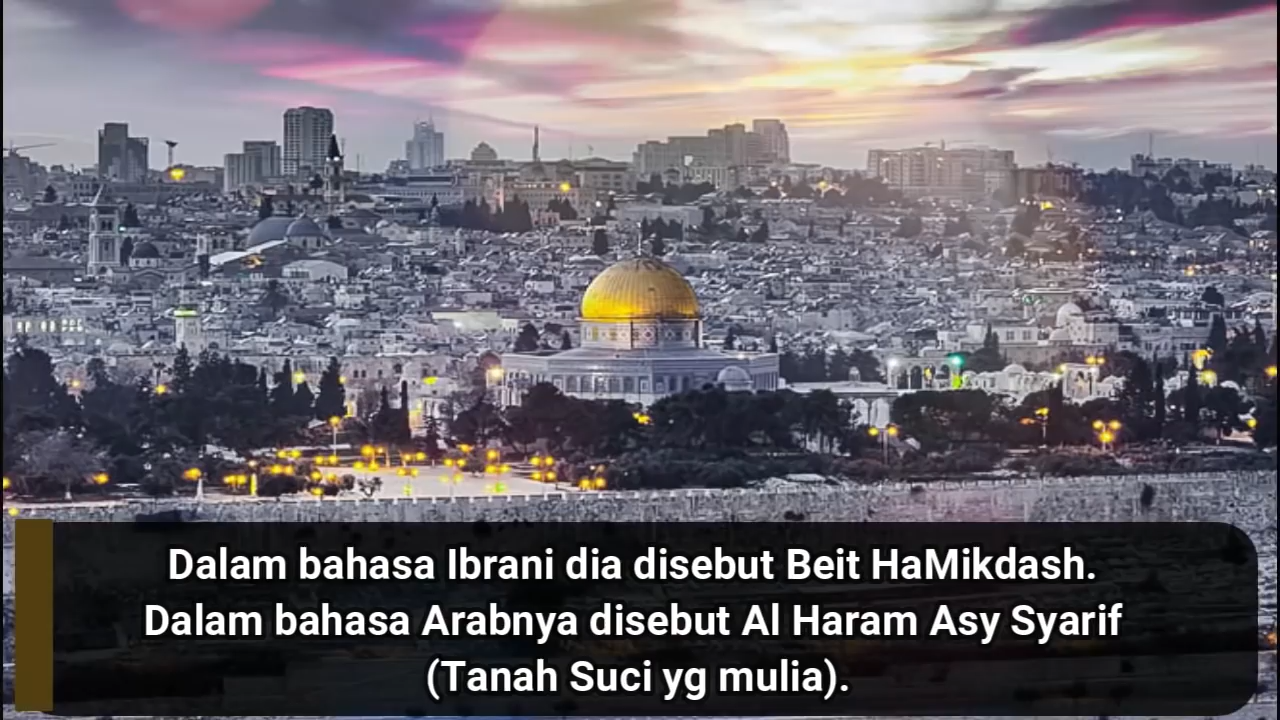 Dalam bahasa Ibrani dia disebut Beit HaMikdash.
Dalam bahasa Arabnya disebut Al Haram Asy Syarif
(Tanah Suci yg mulia).